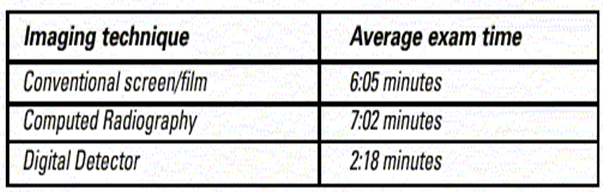 Imaging technique Average exam time
Conventional screen/film 6:05 minutes
Computed Radiography 7:02 minutes
Digital Detector 2:18 minutes